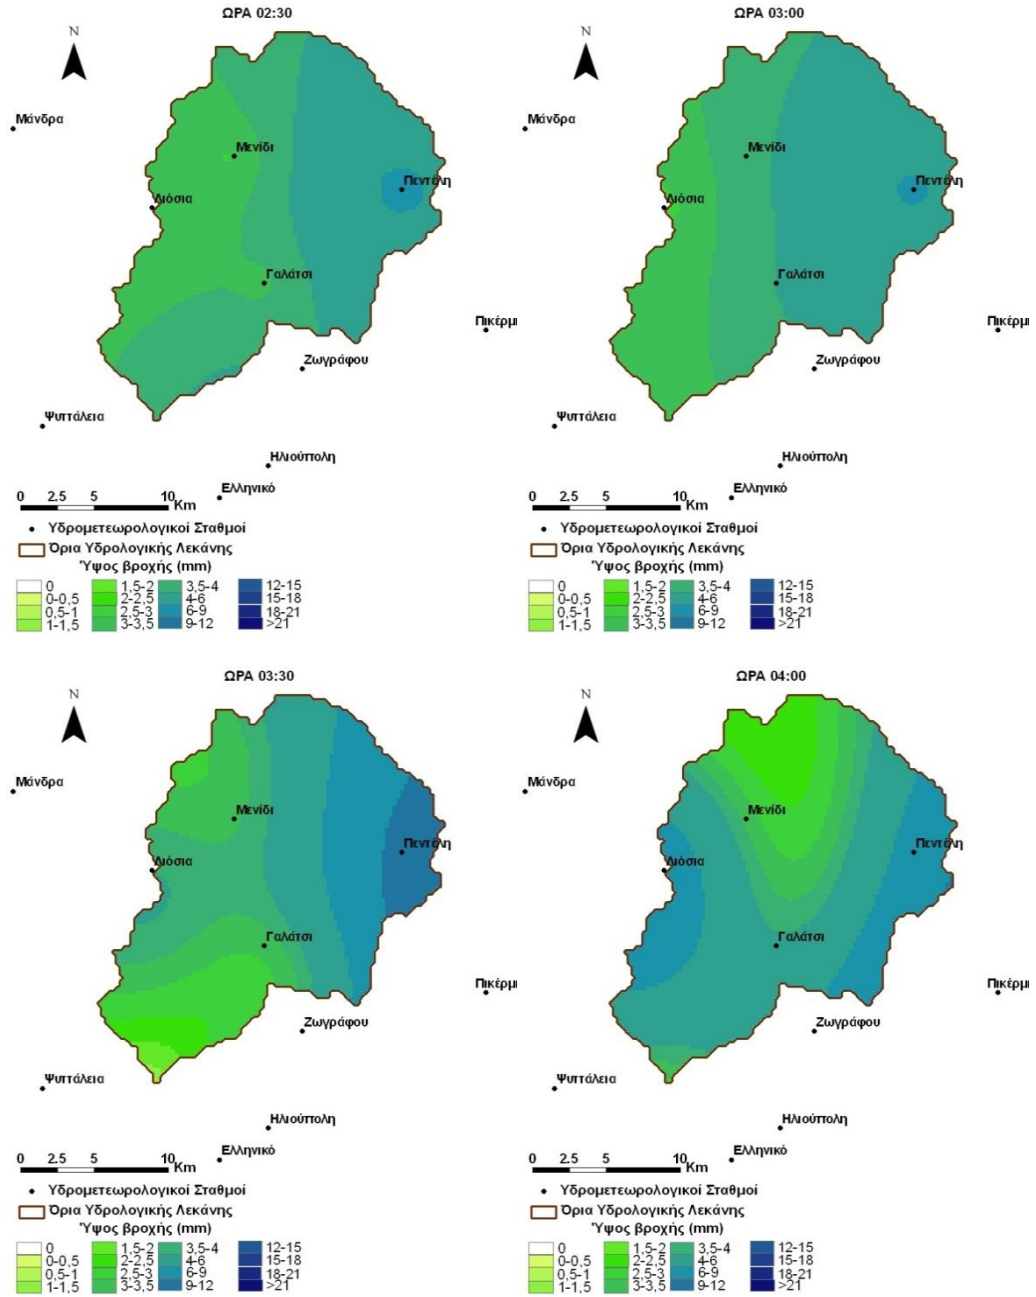 ΩΡΑ 02:30
N
Μάνδρα
Μενίδι
Πεντέλη
Λιόσια
Γαλάτσι
Πικέρμι
Ζωγράφου
Ψυττάλεια
Ηλιούπολη
Ελληνικό
0 2.5 5 10
Km
Υδρομετεωρολογικοί Σταθμοί
Όρια Υδρολογικής Λεκάνης
Ύψος βροχής (mm)
0 1,5-2 3,5-4 12-15
0-0,5 2-2,5 4-6 15-18
0,5-1 2,5-3 6-9 18-21
1-1,5 3-3,5 9-12 >21
ΩΡΑ 03:00
N
Μάνδρα
Μενίδι
Πεντέλη
Λιόσια
Γαλάτσι
Πικέρμ
Ζωγράφου
Ψυττάλεια
Ηλιούπολη
Ελληνικό
0 2.5 5 10
Km
Υδρομετεωρολογικοί Σταθμοί
Όρια Υδρολογικής Λεκάνης
Ύψος βροχής (mm)
0 1,5-2 3,5-4 12-15
0-0,5 2-2,5 4-6 15-18
0,5-1 2,5-3 6-9 18-21
1-1,5 3-3,5 9-12 >21
ΩΡΑ 03:30
N
Μάνδρα
Μενίδι
Πεντέλη
Λιόσια
Γαλάτσι
Πικέρμι
Ζωγράφου
Ψυττάλεια
Ηλιούπολη
Ελληνικό
0 2.5 5 10
Km
Υδρομετεωρολογικοί Σταθμοί
Όρια Υδρολογικής Λεκάνης
Ύψος βροχής (mm)
0 1,5-2 3,5-4 12-15
0-0,5 2-2,5 4-6 15-18
0,5-1 2,5-3 6-9 18-21
1-1,5 3-3,5 9-12 >21
ΩΡΑ 04:00
N
Μάνδρα
Μενίδι
Πεντέλη
Λιόσια
Γαλάτσι
Πικέρμ
Ζωγράφου
Ψυττάλεια
Ηλιούπολη
Ελληνικό
0 2.5 5 10
Km
Υδρομετεωρολογικοί Σταθμοί
Όρια Υδρολογικής Λεκάνης
Ύψος βροχής (mm)
0 1,5-2 3,5-4 12-15
0-0,5 2-2,5 4-6 15-18
0,5-1 2,5-3 6-9 18-21
1-1,5 3-3,5 9-12 >21